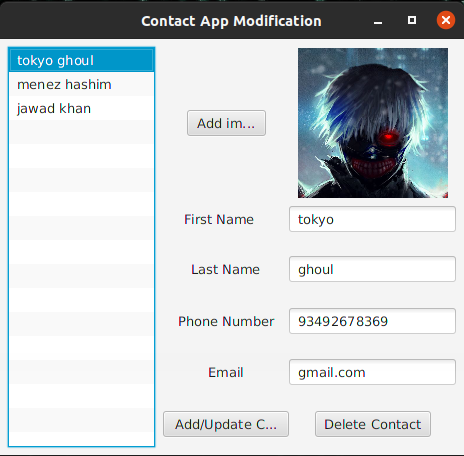 Contact App Modification
tokyo ghoul
menez hashim
jawad khan
Add im...
First Name
tokyo
Last Name
ghoul
Phone Number
93492678369
Email
gmail.com
Add/Update C...
Delete Contact